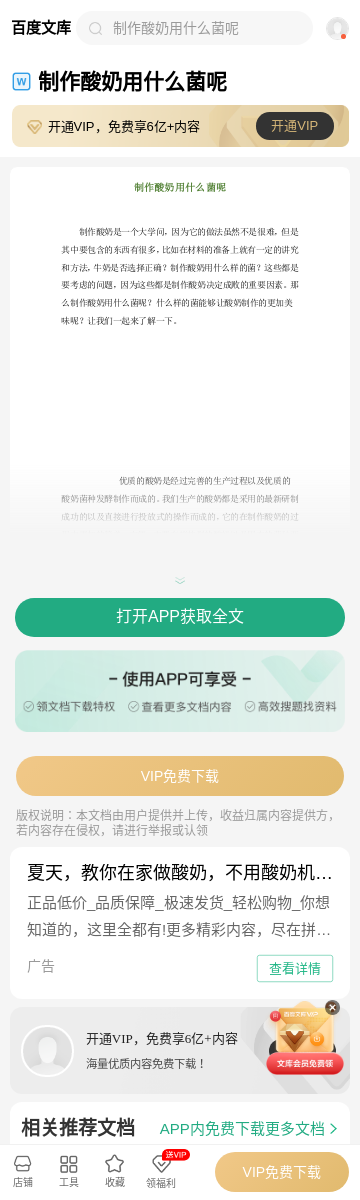 百度文库
制作酸奶用什么菌呢
W 制作酸奶用什么菌呢
开通VIP，免费享6亿+内容
开通VIP
制作酸奶用什么菌呢
制作酸奶是一个大学问，因为它的做法虽然不是很难，但是
其中要包含的东西有很多，比如在材料的准备上就有一定的讲究
和方法，牛奶是否选择正确？制作酸奶用什么样的菌？这些都是
要考虑的问题，因为这些都是制作酸奶决定成败的重要因素。那
么制作酸奶用什么菌呢？什么样的菌能够让酸奶制作的更加美
味呢？让我们一起来了解一下。
优质的酸奶是经过完善的生产过程以及优质的
酸奶菌种发酵制作而成的。我们生产的酸奶都是采用的最新研制
成功的以及直接进行投放式的操作而成的。它的在制作酸奶的过
打开APP获取全文
– 使用APP可享受 –
领文档下载特权
查看更多文档内容
高效搜题找资料
VIP免费下载
版权说明：本文档由用户提供并上传，收益归属内容提供方，
若内容存在侵权，请进行举报或认领
夏天，教你在家做酸奶，不用酸奶机…
正品低价_品质保障_极速发货_轻松购物_你想
知道的，这里全都有!更多精彩内容，尽在拼…
广告
查看详情
开通VIP，免费享6亿+内容
海量优质内容免费下载！
文库会员免费领
相关推荐文档
APP内免费下载更多文档
送VIP
店铺
工具
收藏
领福利
VIP免费下载